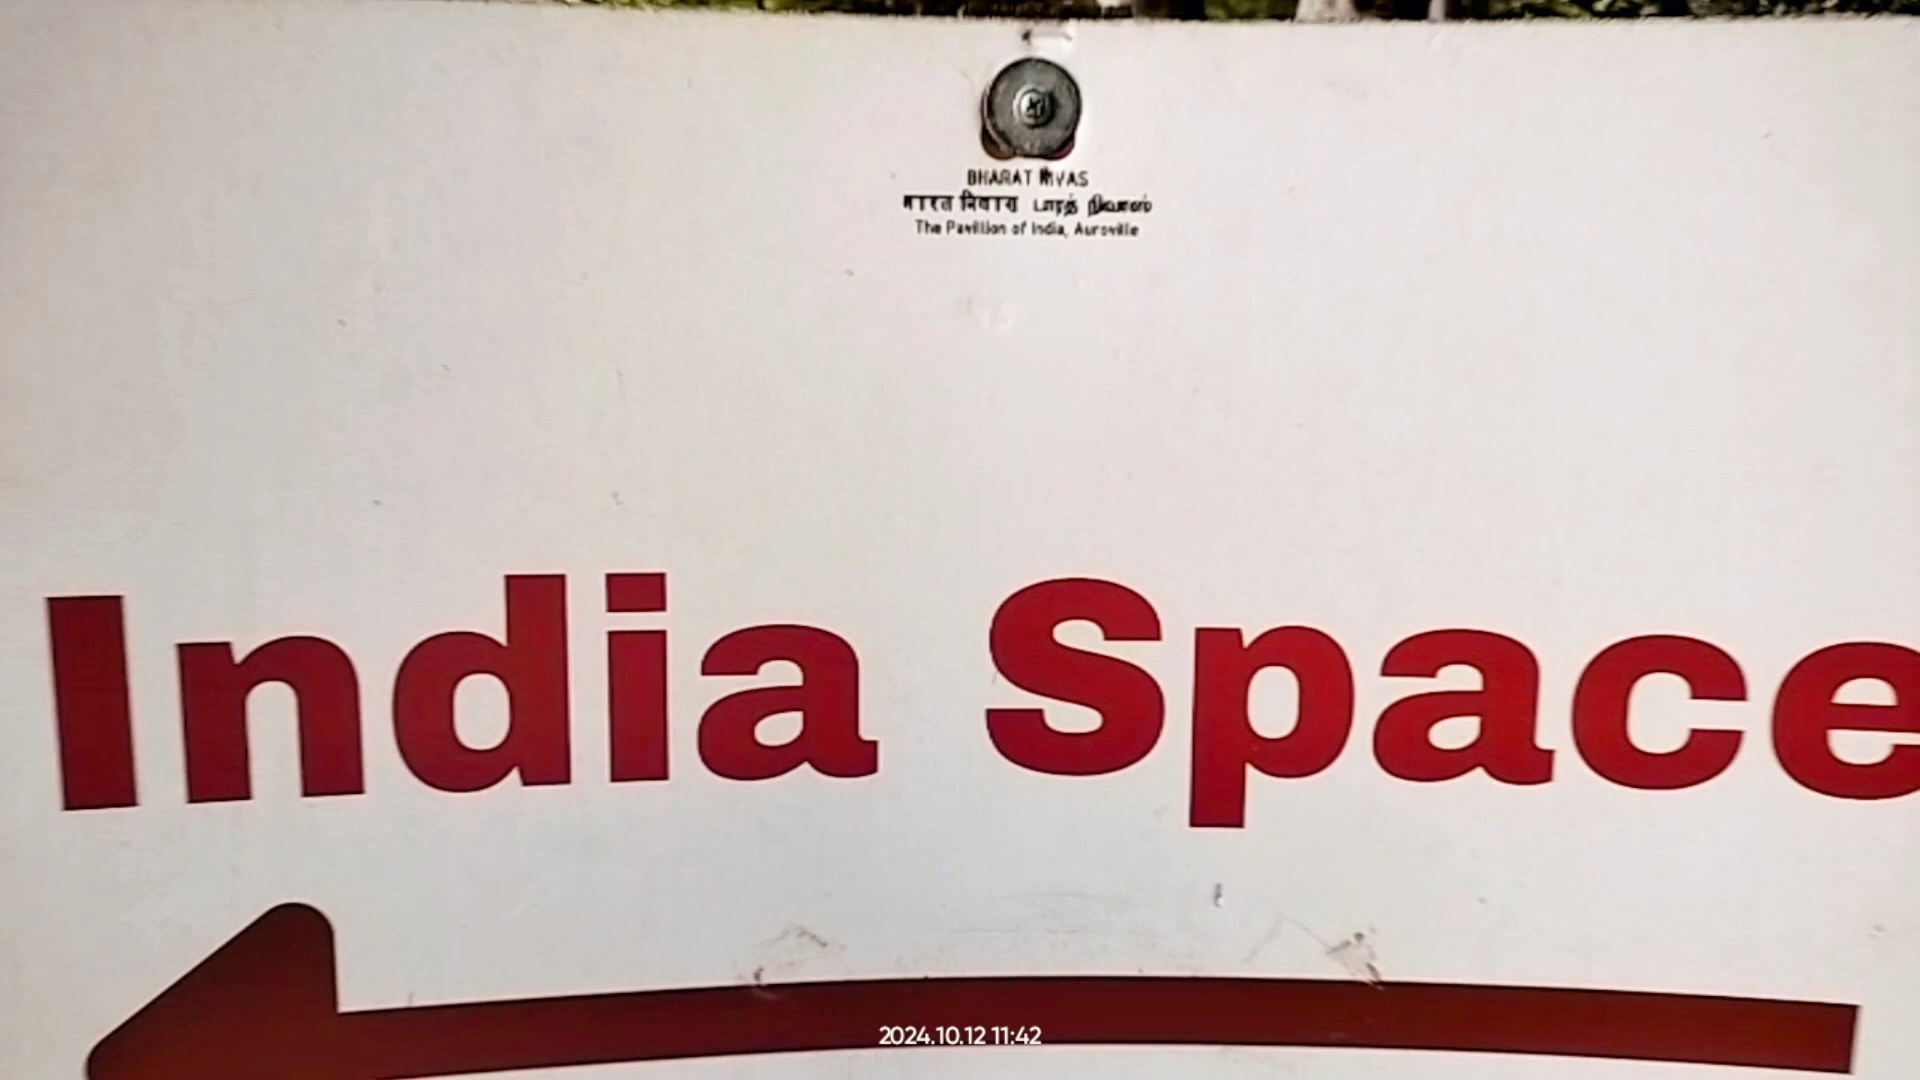 BHARAT NIVAS
भारत निवास பாரத் நிவாஸ்
The Pavilion of India, Auroville
India Space
2024.10.12 11:42